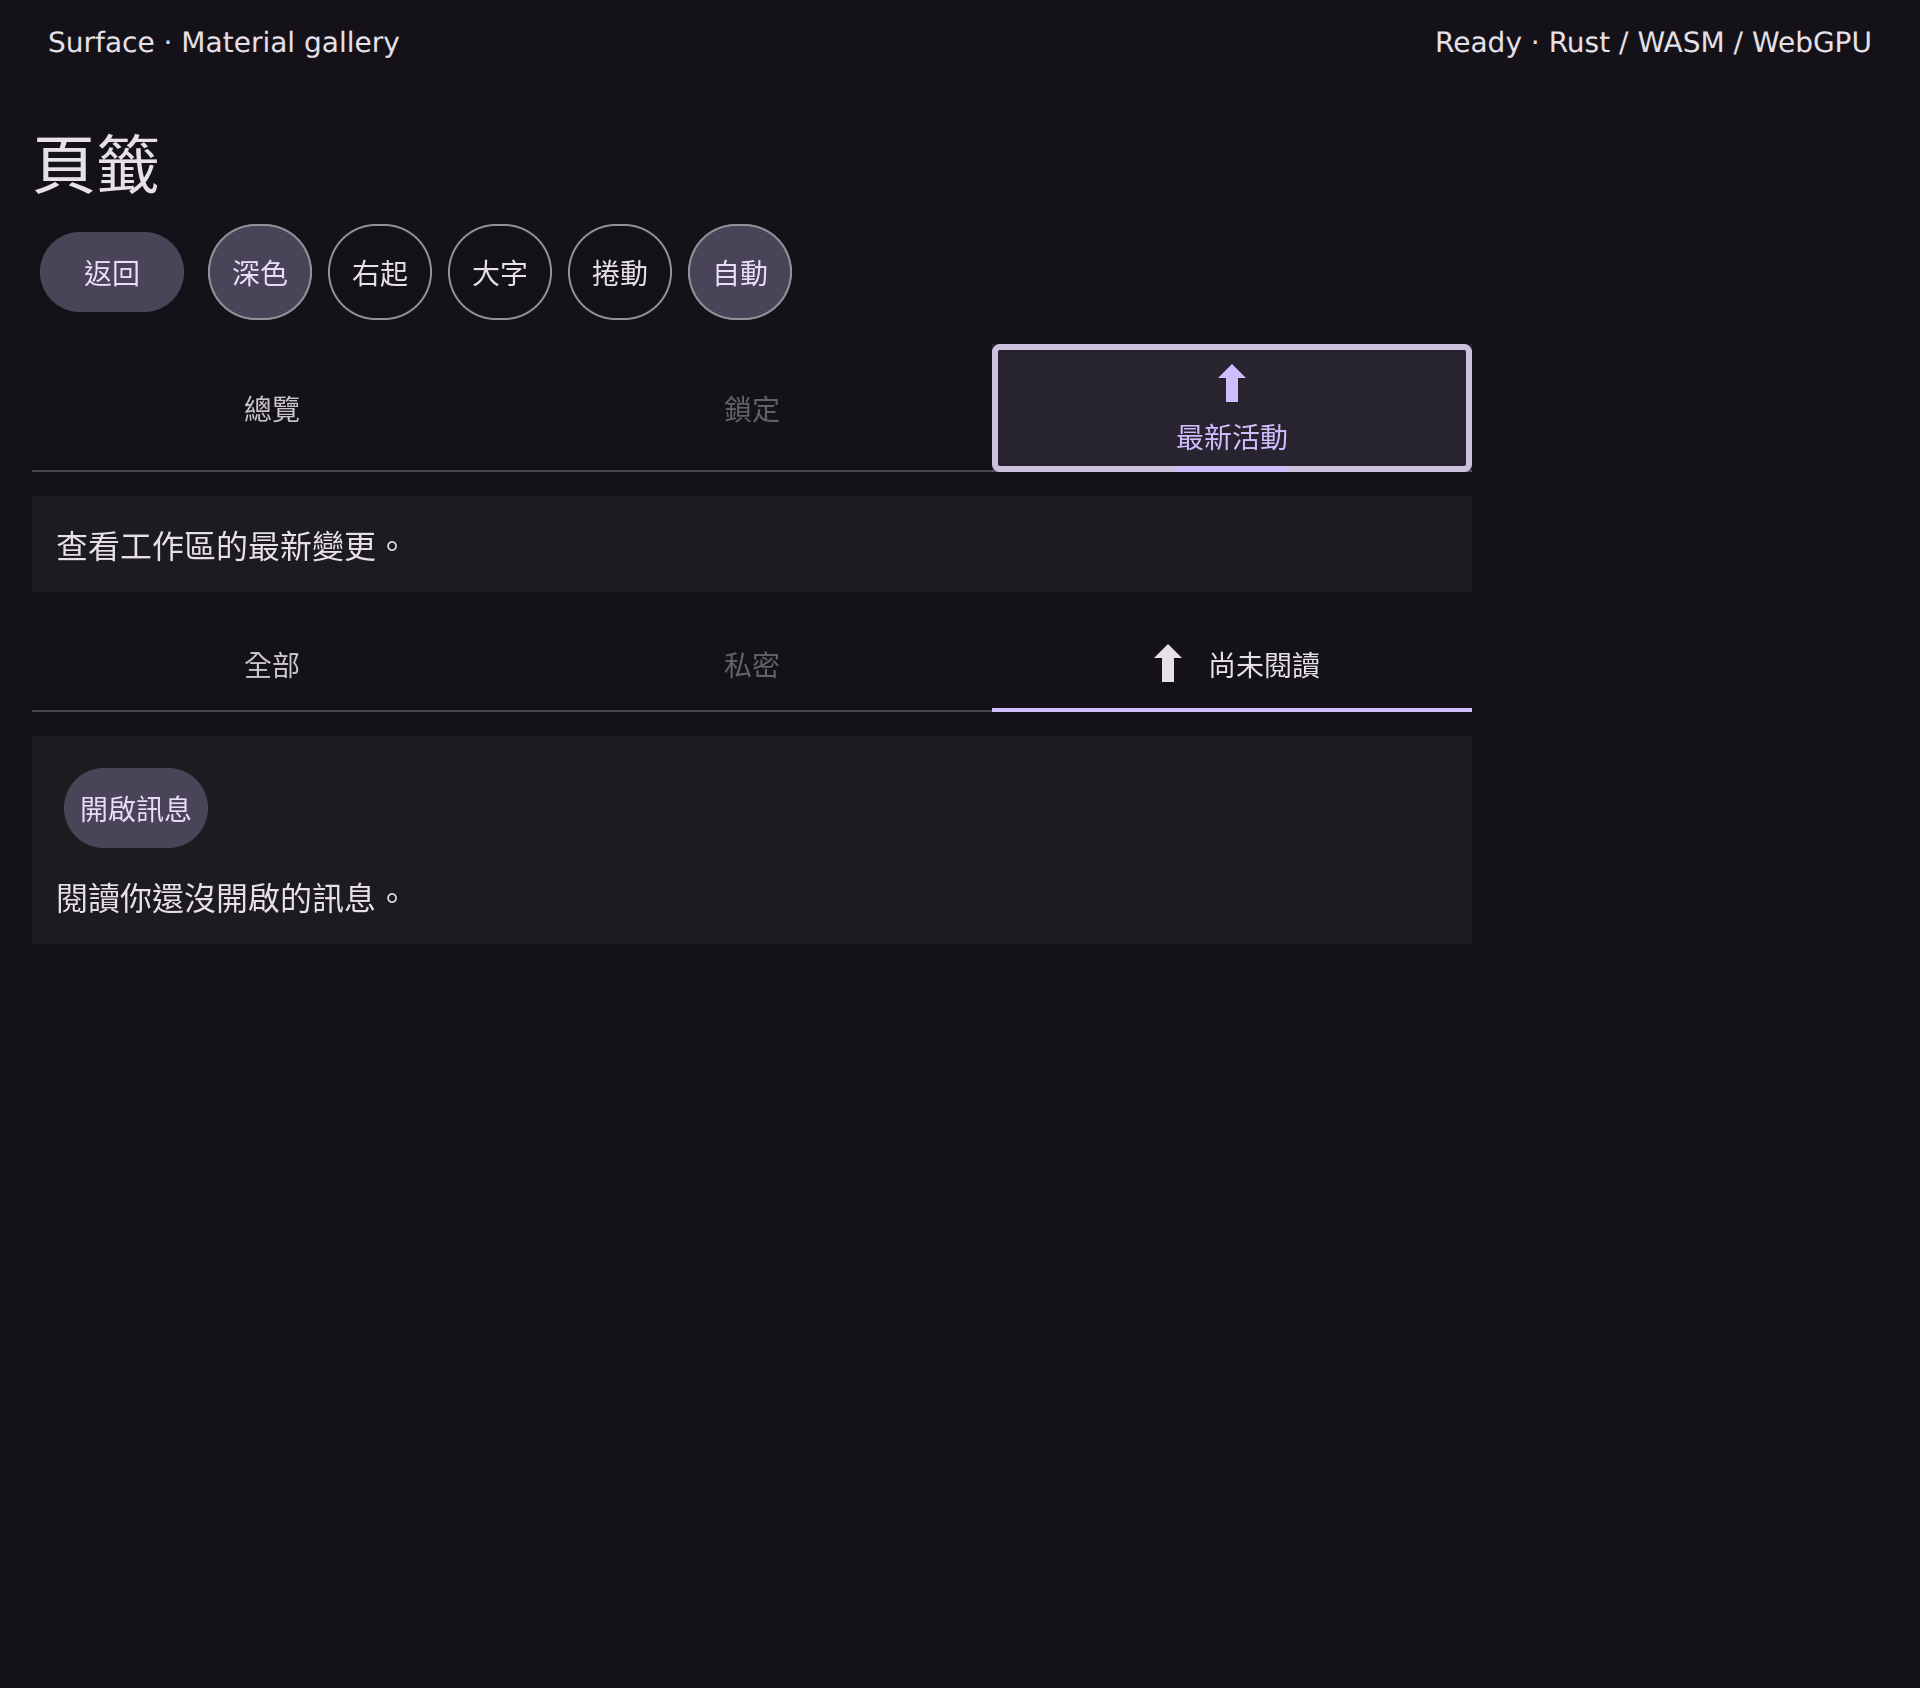 Surface · Material gallery
Ready · Rust / WASM / WebGPU
頁籤
返回 深色 右起 大字 捲動 自動
總覽 鎖定 最新活動
查看工作區的最新變更。
全部 私密 尚未閱讀
開啟訊息
閱讀你還沒開啟的訊息。